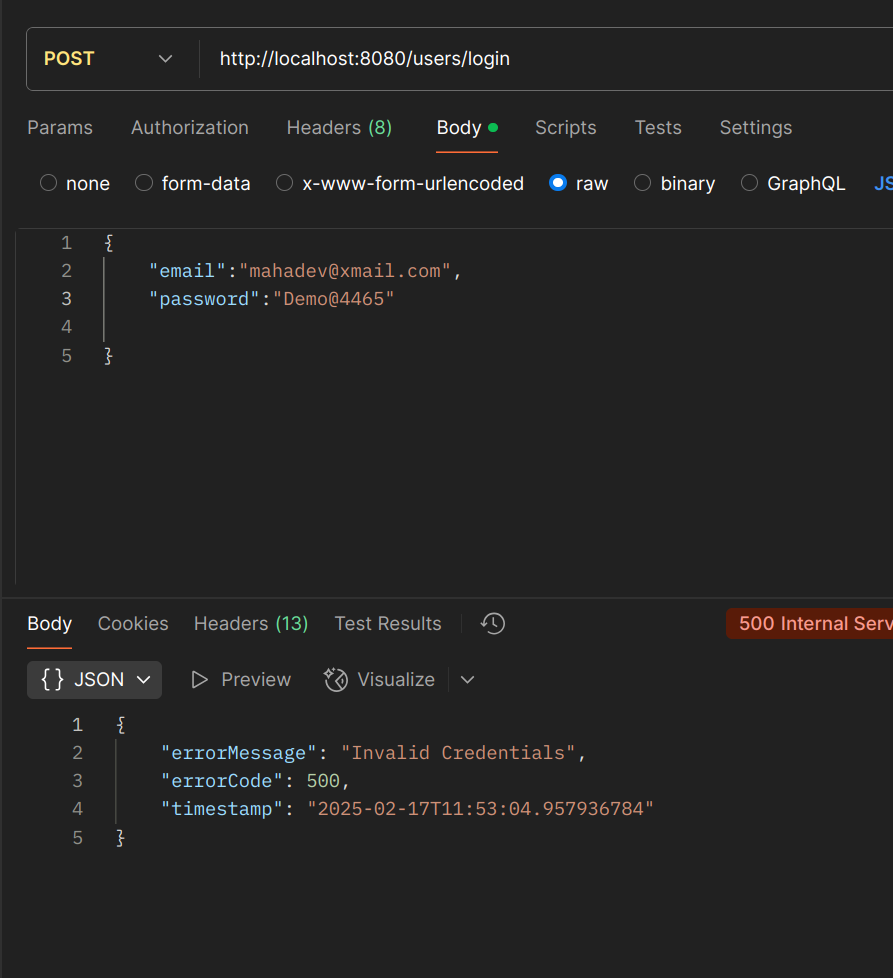 POST http://localhost:8080/users/login
Params Authorization Headers (8) Body Scripts Tests Settings
none form-data x-www-form-urlencoded raw binary GraphQL JS
1 {
2 "email":"mahadev@xmail.com",
3 "password":"Demo@4465"
4
5 }
Body Cookies Headers (13) Test Results 500 Internal Serv
{} JSON Preview Visualize
1 {
2 "errorMessage": "Invalid Credentials",
3 "errorCode": 500,
4 "timestamp": "2025-02-17T11:53:04.957936784"
5 }